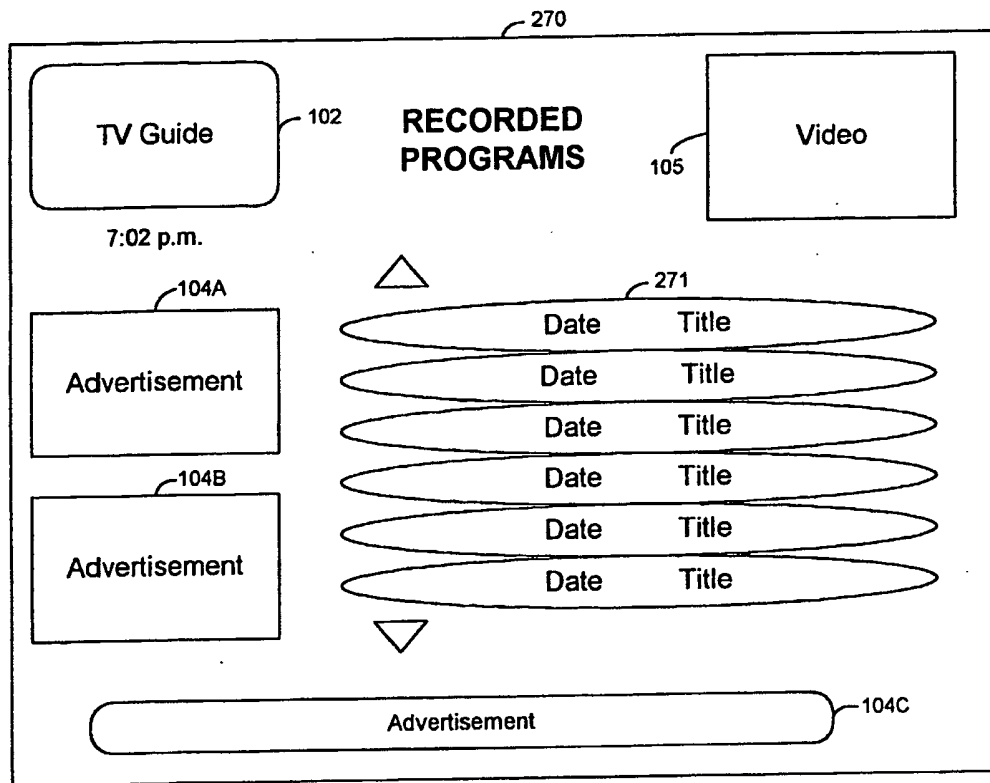 270
TV Guide
102
RECORDED
PROGRAMS
105
Video
7:02 p.m.
104A
Advertisement
104B
Advertisement
271
Date Title
Date Title
Date Title
Date Title
Date Title
Date Title
Advertisement
104C